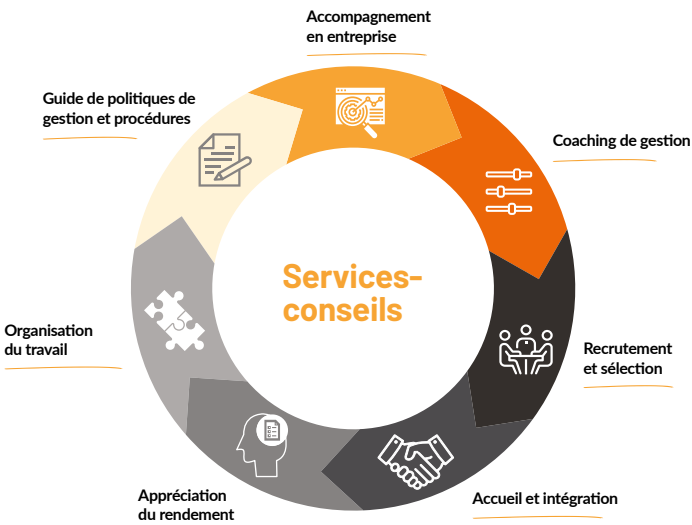 Accompagnement
en entreprise
Coaching de gestion
Recrutement
et sélection
Accueil et intégration
Appréciation
du rendement
Organisation
du travail
Guide de politiques de
gestion et procédures
Services-
conseils